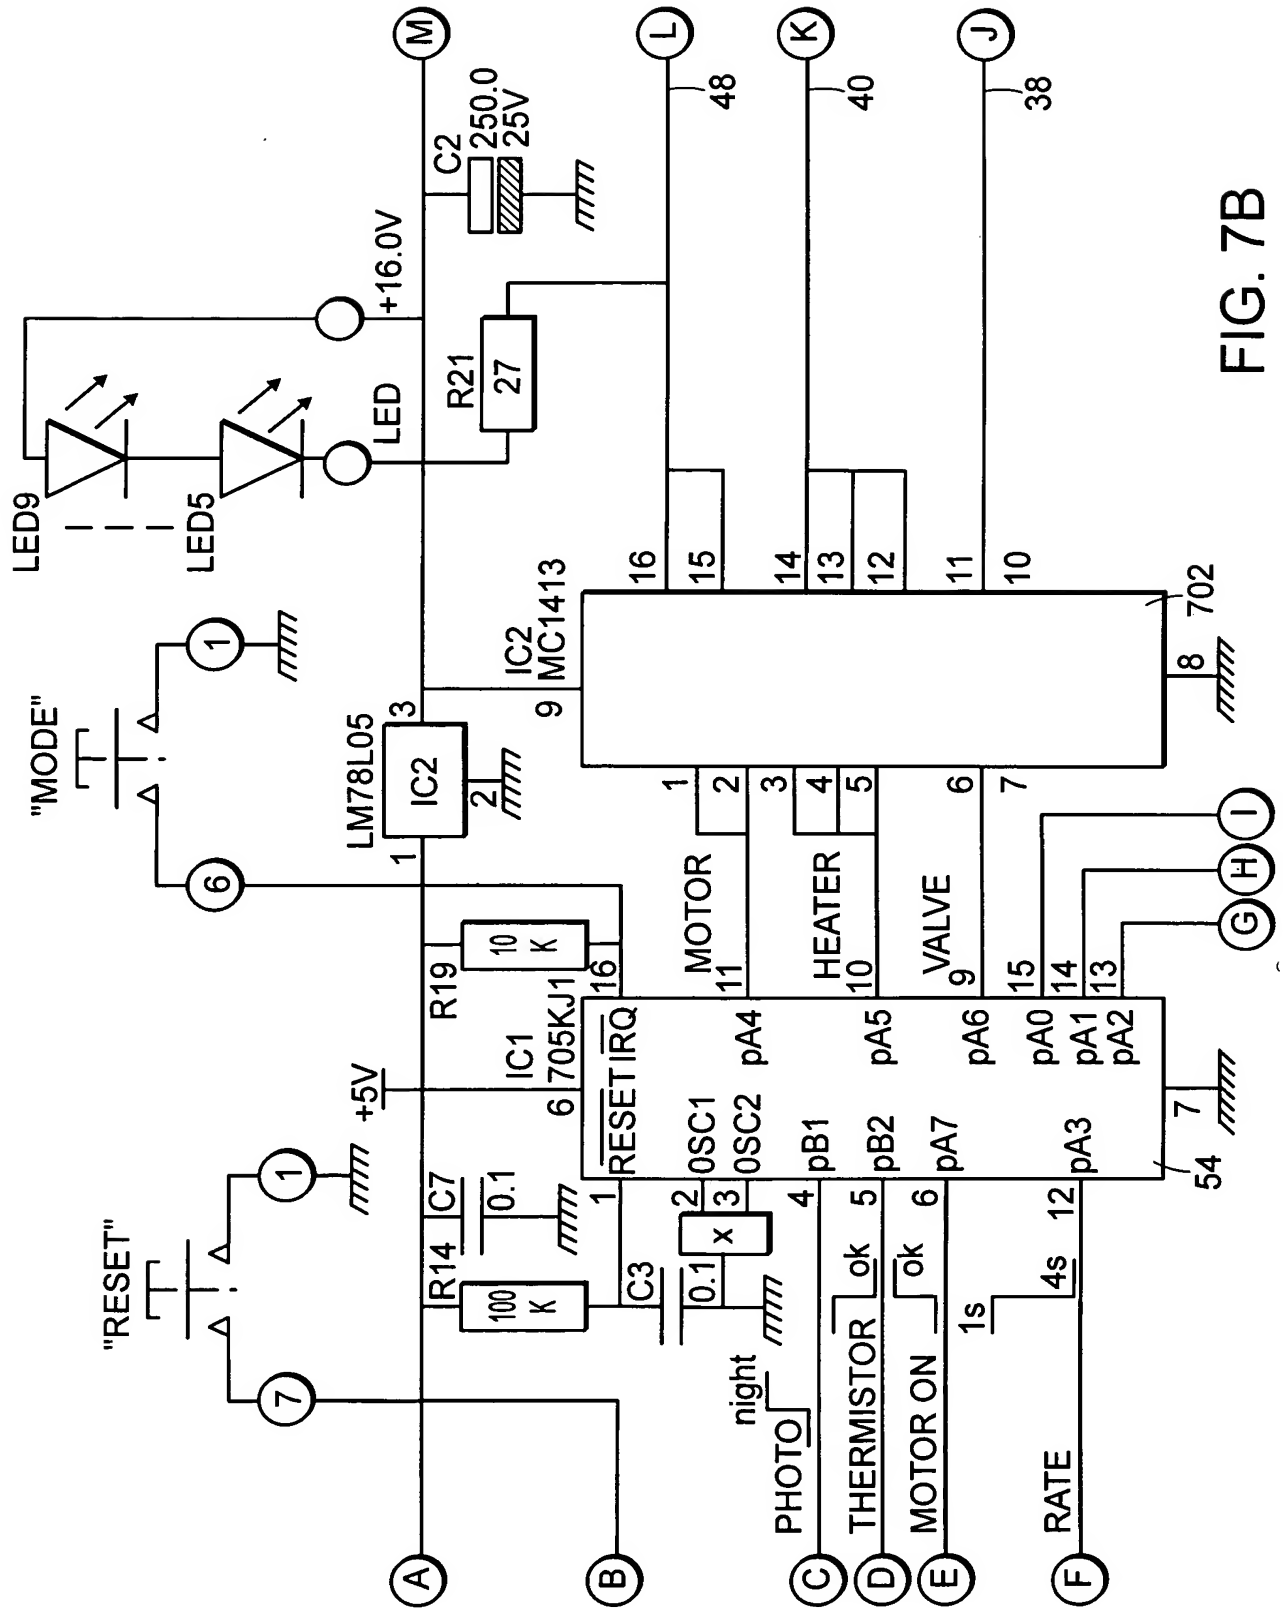 "RESET"
7
1
"MODE"
6
1
LED9
LED5
LED
+16.0V
M
A
R14
100
K
C7
0.1
+5V
R19
10
K
1
LM78L05
IC2
2
3
C2
250.0
25V
R21
27
B
C3
0.1
x
1
2
3
4
5
6
12
IC1
705KJ1
6
16
RESET
IRQ
OSC1
OSC2
pB1
pB2
pA7
pA3
pA4
pA5
pA6
pA0
pA1
pA2
11
10
9
15
14
13
7
54
MOTOR
HEATER
VALVE
1
2
3
4
5
6
7
9
IC2
MC1413
16
15
14
13
12
11
10
8
702
L
48
K
40
J
38
night
PHOTO
C
THERMISTOR
ok
D
MOTOR ON
ok
E
1s
4s
RATE
F
G
H
I
FIG. 7B